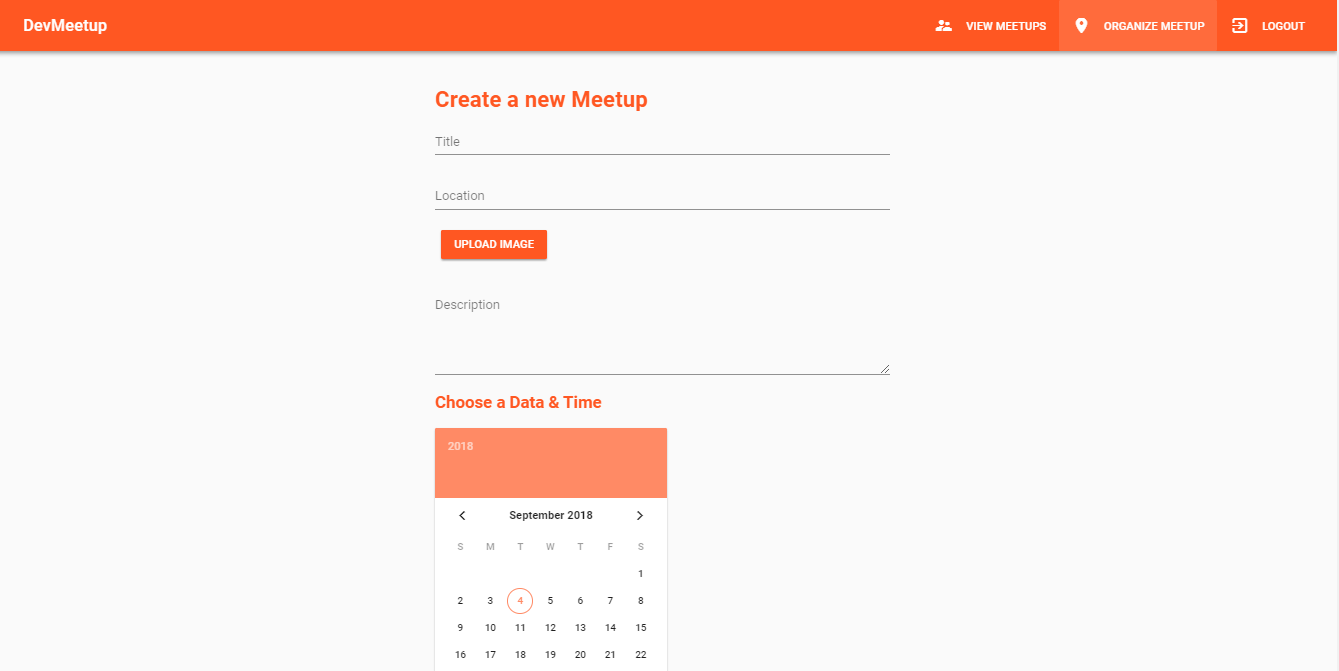 DevMeetup
VIEW MEETUPS ORGANIZE MEETUP LOGOUT
Create a new Meetup
Title
Location
UPLOAD IMAGE
Description
Choose a Data & Time
2018
September 2018
S M T W T F S
1
2 3 4 5 6 7 8
9 10 11 12 13 14 15
16 17 18 19 20 21 22